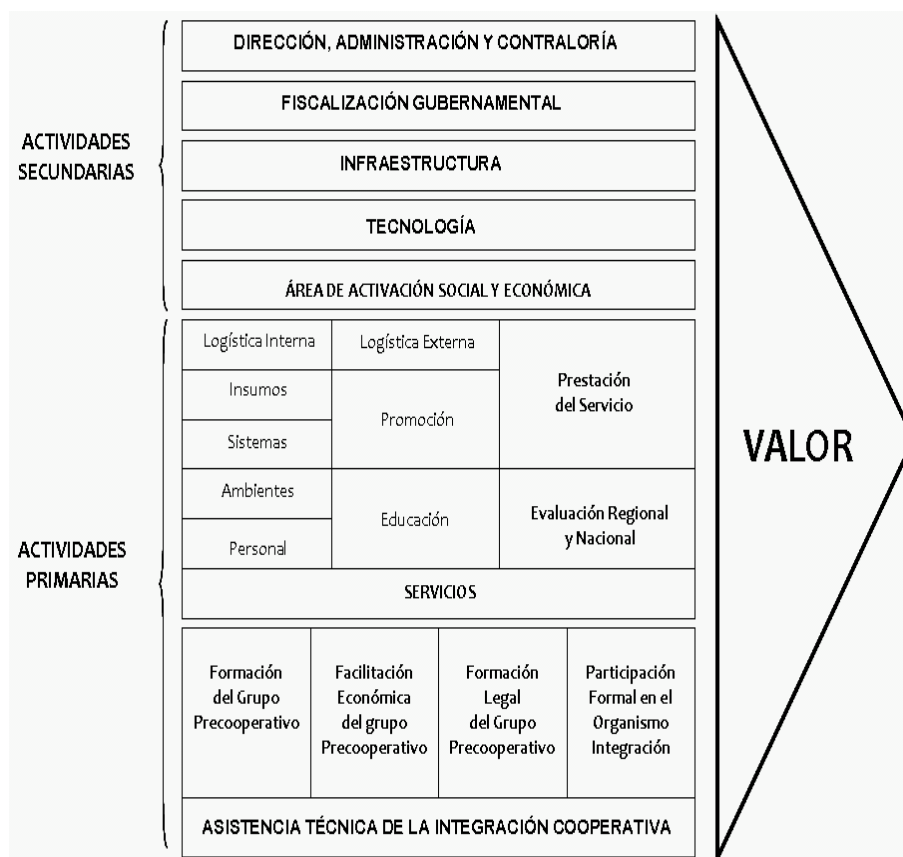 DIRECCIÓN, ADMINISTRACIÓN Y CONTRALORÍA
FISCALIZACIÓN GUBERNAMENTAL
ACTIVIDADES
SECUNDARIAS
INFRAESTRUCTURA
TECNOLOGÍA
ÁREA DE ACTIVACIÓN SOCIAL Y ECONÓMICA
Logística Interna
Logística Externa
Prestación
del Servicio
Insumos
Promoción
Sistemas
VALOR
Ambientes
Educación
Evaluación Regional
y Nacional
Personal
ACTIVIDADES
PRIMARIAS
SERVICIOS
Formación
del Grupo
Precooperativo
Facilitación
Económica
del grupo
Precooperativo
Formación
Legal
del Grupo
Precooperativo
Participación
Formal en el
Organismo
Integración
ASISTENCIA TÉCNICA DE LA INTEGRACIÓN COOPERATIVA